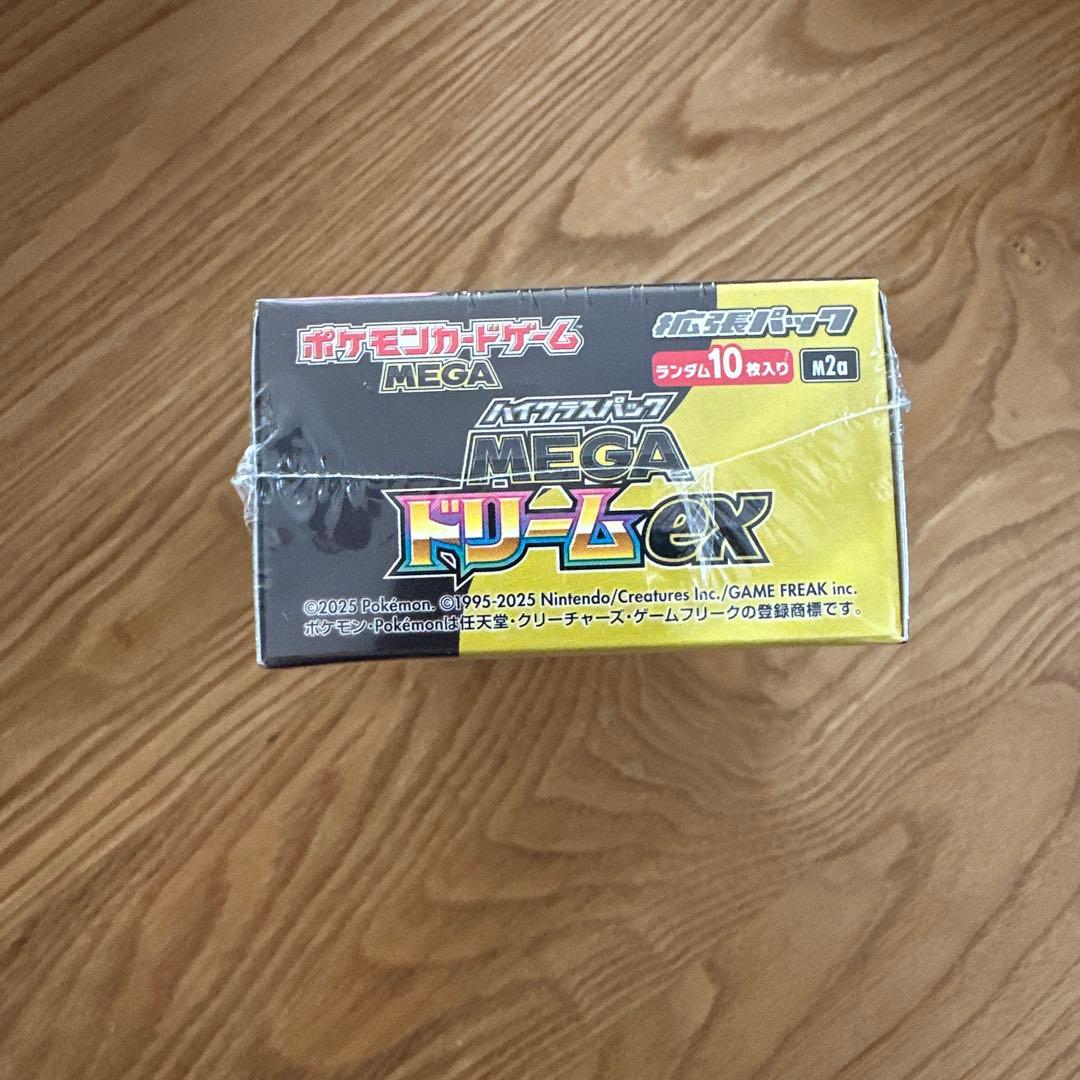 ポケモンカードゲーム
MEGA
拡張パック
ランダム10枚入り
M2a
ハイクラスパック
MEGA
ドリームex
©2025 Pokémon. ©1995-2025 Nintendo/Creatures Inc./GAME FREAK inc.
ポケモン・Pokémonは任天堂・クリーチャーズ・ゲームフリークの登録商標です。